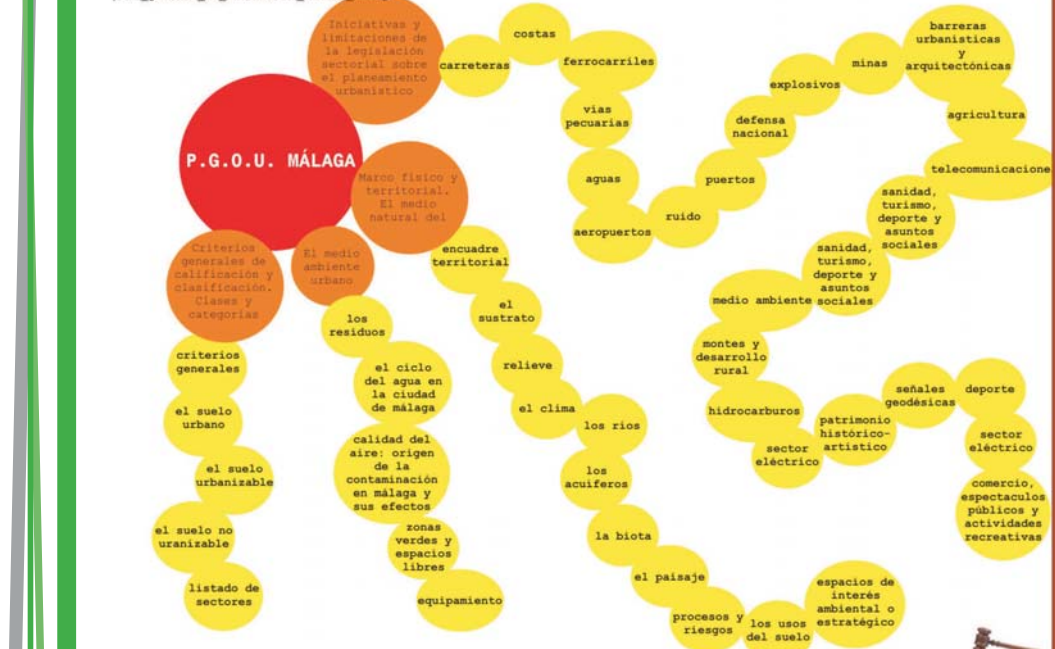 Iniciativas y
limitaciones de
la legislación
sectorial sobre
el planeamiento
urbanístico
carreteras
costas
ferrocarriles
vías
pecuarias
aguas
aeropuertos
ruido
puertos
defensa
nacional
explosivos
minas
barreras
urbanísticas
y
arquitectónicas
agricultura
telecomunicacione
sanidad,
turismo,
deporte y
asuntos
sociales
sanidad,
turismo,
deporte y
asuntos
sociales
medio ambiente
montes y
desarrollo
rural
hidrocarburos
sector
eléctrico
patrimonio
histórico-
artístico
señales
geodésicas
deporte
sector
eléctrico
comercio,
espectaculos
públicos y
actividades
recreativas
P.G.O.U. MÁLAGA
Marco físico y
territorial.
El medio
natural del
encuadre
territorial
el
sustrato
relieve
el clima
los ríos
los
acuíferos
la biota
el paisaje
procesos y
riesgos
los usos
del suelo
espacios de
interés
ambiental o
estratégico
El medio
ambiente
urbano
los
residuos
el ciclo
del agua en
la ciudad
de málaga
calidad del
aire: origen
de la
contaminación
en málaga y
sus efectos
zonas
verdes y
espacios
libres
equipamiento
Criterios
generales de
calificación y
clasificación.
Clases y
categorías
criterios
generales
el suelo
urbano
el suelo
urbanizable
el suelo no
uranizable
listado de
sectores